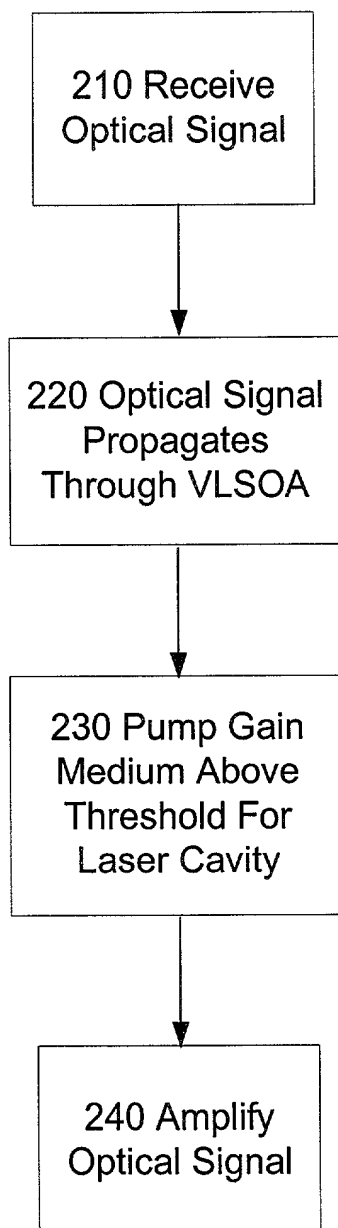 210 Receive
Optical Signal
220 Optical Signal
Propagates
Through VLSOA
230 Pump Gain
Medium Above
Threshold For
Laser Cavity
240 Amplify
Optical Signal